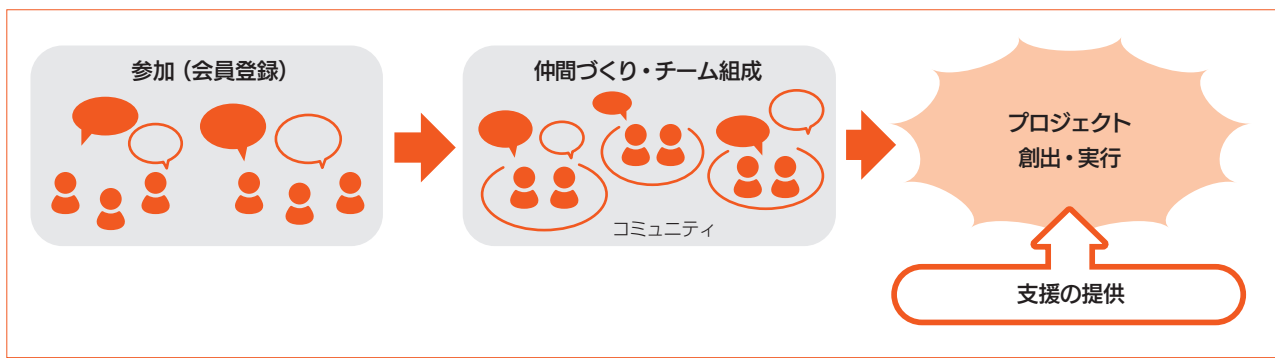 参加（会員登録）
仲間づくり・チーム組成
コミュニティ
プロジェクト
創出・実行
支援の提供